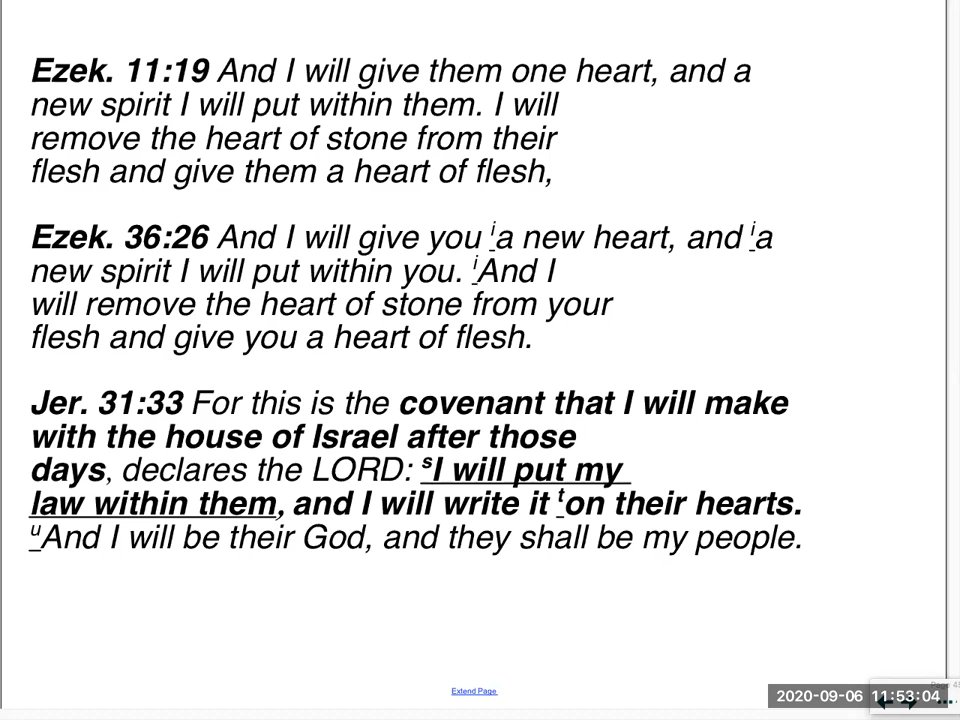 Ezek. 11:19 And I will give them one heart, and a
new spirit I will put within them. I will
remove the heart of stone from their
flesh and give them a heart of flesh,
Ezek. 36:26 And I will give you ia new heart, and ia
new spirit I will put within you. iAnd I
will remove the heart of stone from your
flesh and give you a heart of flesh.
Jer. 31:33 For this is the covenant that I will make
with the house of Israel after those
days, declares the LORD: sI will put my
law within them, and I will write it ton their hearts.
uAnd I will be their God, and they shall be my people.
Extend Page
2020-09-06 11:53:04